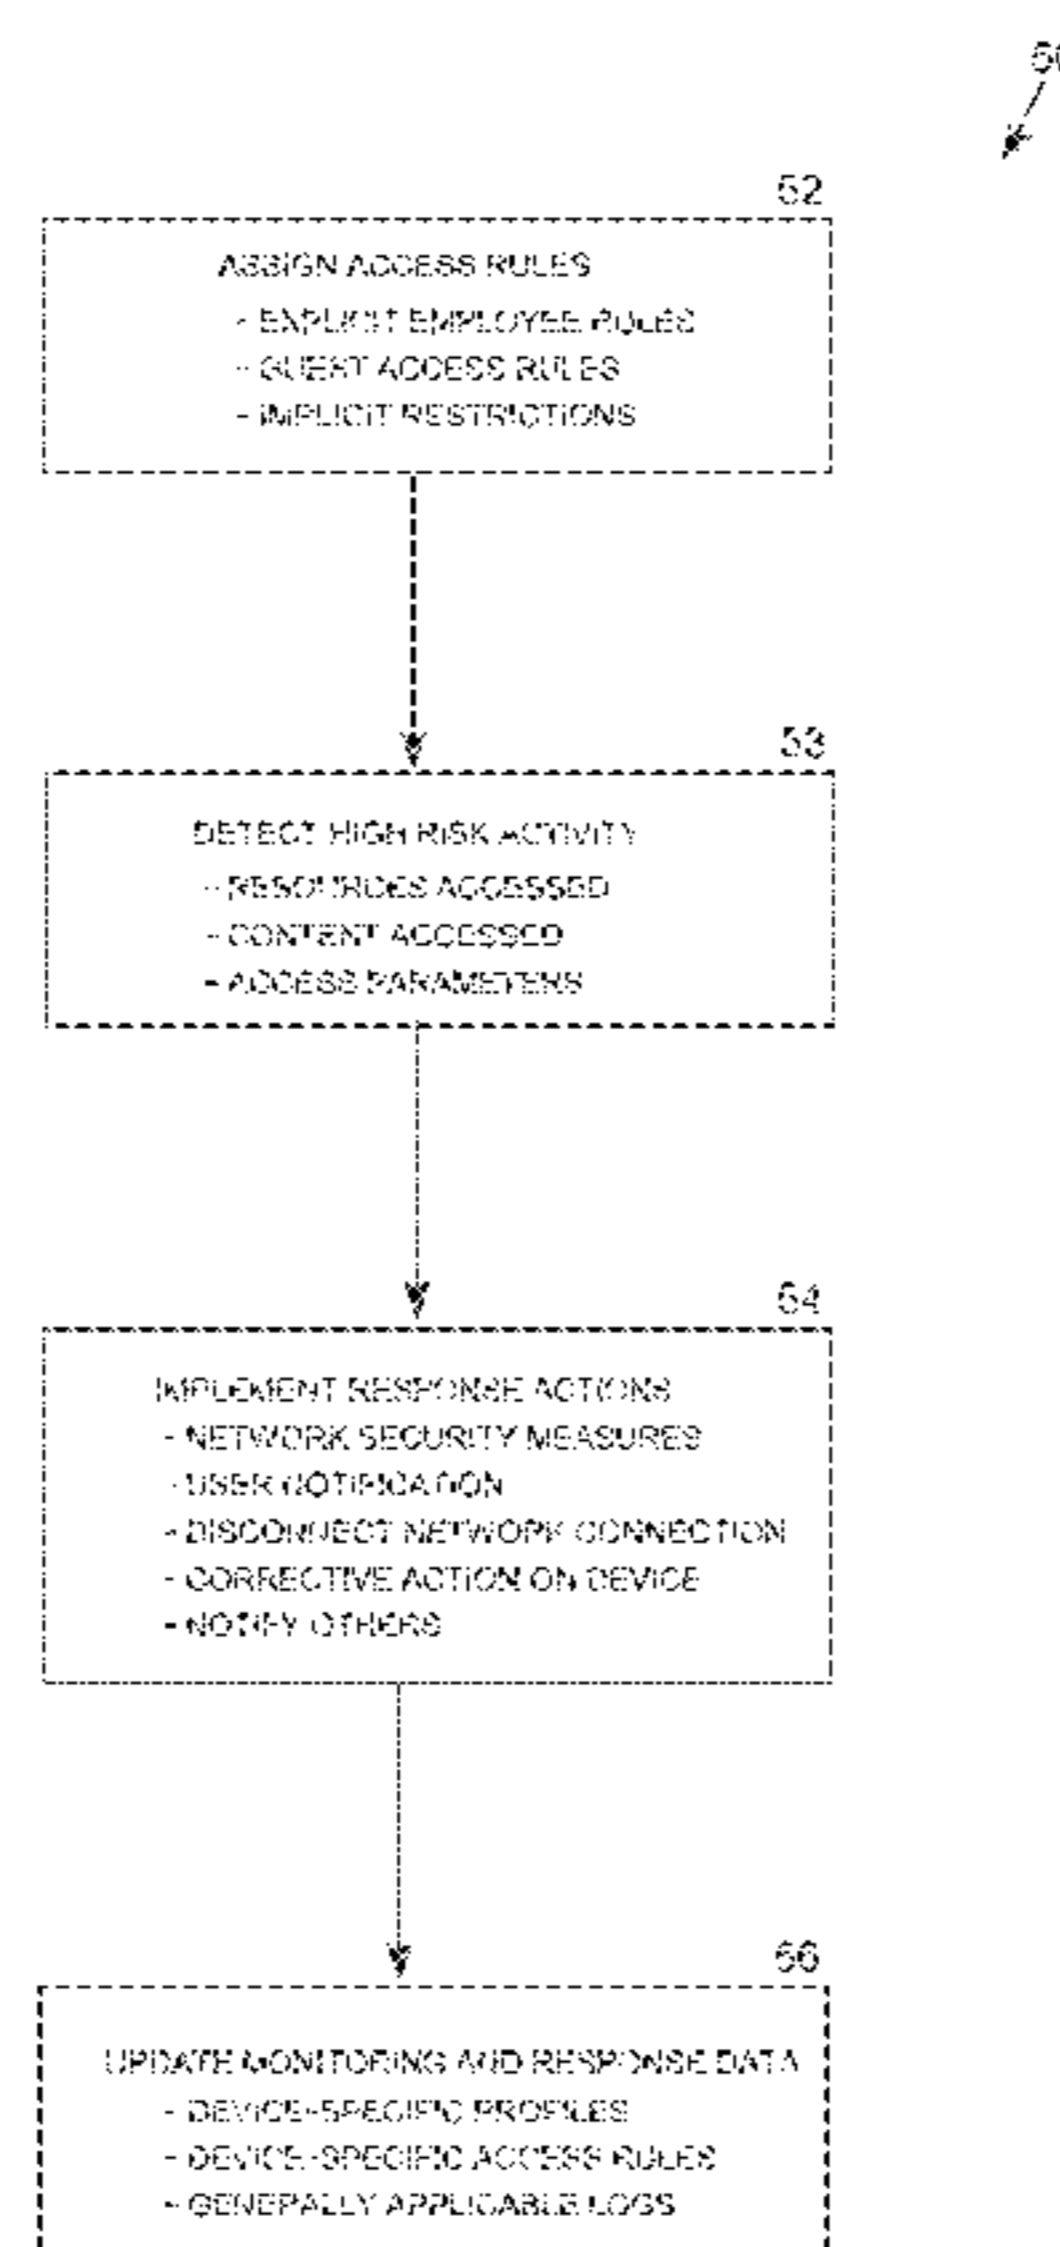 52
ASSIGN ACCESS RULES
- EXPLICIT EMPLOYEE RULES
- GUEST ACCESS RULES
- IMPLICIT RESTRICTIONS
53
DETECT HIGH RISK ACTIVITY
- RESOURCES ACCESSED
- CONTENT ACCESSED
- ACCESS PARAMETERS
54
IMPLEMENT RESPONSE ACTIONS
- NETWORK SECURITY MEASURES
- USER NOTIFICATION
- DISCONNECT NETWORK CONNECTION
- CORRECTIVE ACTION ON DEVICE
- NOTIFY OTHERS
UPDATE MONITORING AND RESPONSE DATA
- DEVICE-SPECIFIC PROFILES
- DEVICE-SPECIFIC ACCESS RULES
- GENERALLY APPLICABLE LOGS